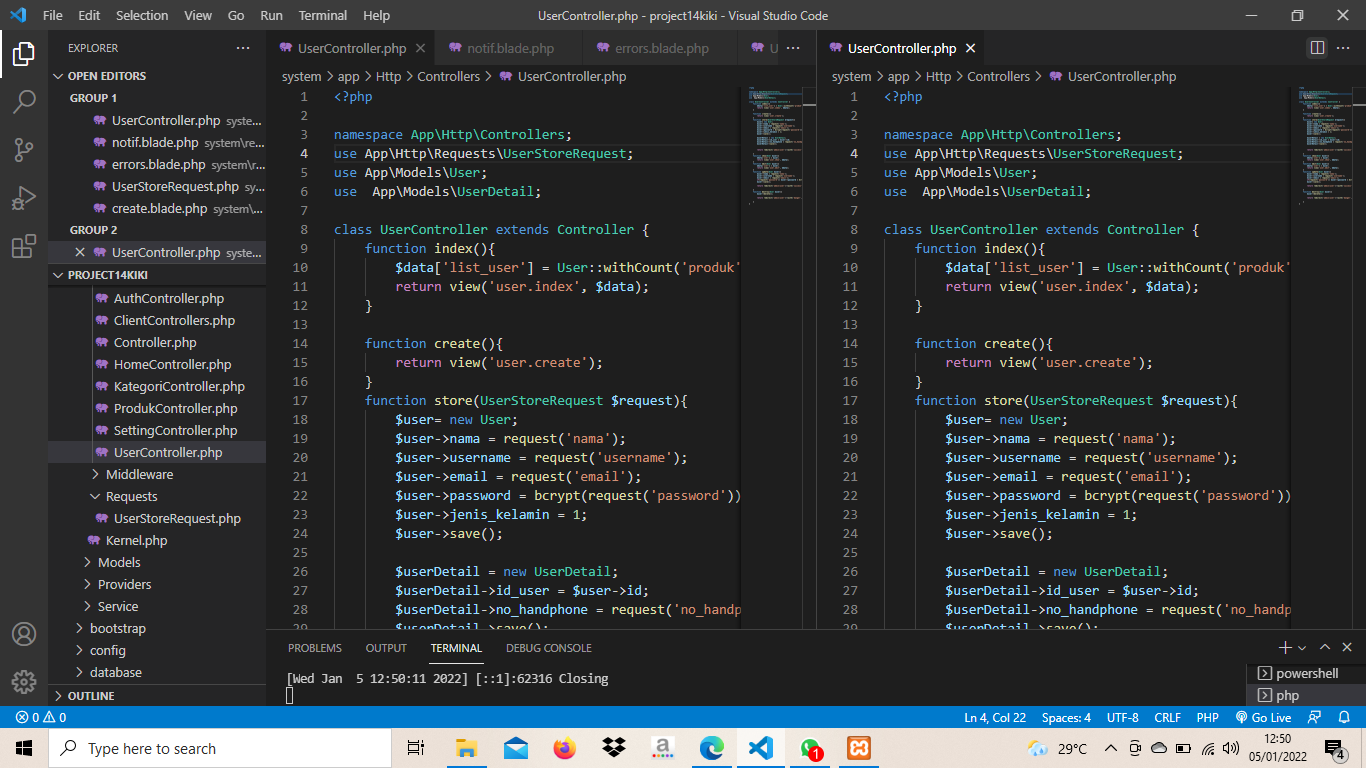 File Edit Selection View Go Run Terminal Help UserController.php - project14kiki - Visual Studio Code
EXPLORER
OPEN EDITORS
GROUP 1
UserController.php syste...
notif.blade.php system\re...
errors.blade.php system\r...
UserStoreRequest.php sy...
create.blade.php system\...
GROUP 2
UserController.php syste...
PROJECT14KIKI
AuthController.php
ClientControllers.php
Controller.php
HomeController.php
KategoriController.php
ProdukController.php
SettingController.php
UserController.php
Middleware
Requests
UserStoreRequest.php
Kernel.php
Models
Providers
Service
bootstrap
config
database
OUTLINE
UserController.php notif.blade.php errors.blade.php U
system > app > Http > Controllers > UserController.php
1 <?php
2
3 namespace App\Http\Controllers;
4 use App\Http\Requests\UserStoreRequest;
5 use App\Models\User;
6 use  App\Models\UserDetail;
7
8 class UserController extends Controller {
9     function index(){
10         $data['list_user'] = User::withCount('produk'
11         return view('user.index', $data);
12     }
13
14     function create(){
15         return view('user.create');
16     }
17     function store(UserStoreRequest $request){
18         $user= new User;
19         $user->nama = request('nama');
20         $user->username = request('username');
21         $user->email = request('email');
22         $user->password = bcrypt(request('password'))
23         $user->jenis_kelamin = 1;
24         $user->save();
25
26         $userDetail = new UserDetail;
27         $userDetail->id_user = $user->id;
28         $userDetail->no_handphone = request('no_handp
29         $userDetail->save();
UserController.php
system > app > Http > Controllers > UserController.php
1 <?php
2
3 namespace App\Http\Controllers;
4 use App\Http\Requests\UserStoreRequest;
5 use App\Models\User;
6 use  App\Models\UserDetail;
7
8 class UserController extends Controller {
9     function index(){
10         $data['list_user'] = User::withCount('produk'
11         return view('user.index', $data);
12     }
13
14     function create(){
15         return view('user.create');
16     }
17     function store(UserStoreRequest $request){
18         $user= new User;
19         $user->nama = request('nama');
20         $user->username = request('username');
21         $user->email = request('email');
22         $user->password = bcrypt(request('password'))
23         $user->jenis_kelamin = 1;
24         $user->save();
25
26         $userDetail = new UserDetail;
27         $userDetail->id_user = $user->id;
28         $userDetail->no_handphone = request('no_handp
29         $userDetail->save();
PROBLEMS OUTPUT TERMINAL DEBUG CONSOLE
[Wed Jan  5 12:50:11 2022] [::1]:62316 Closing
powershell
php
0 0 Ln 4, Col 22 Spaces: 4 UTF-8 CRLF PHP Go Live
Type here to search
a
1
29°C
12:50
05/01/2022
4